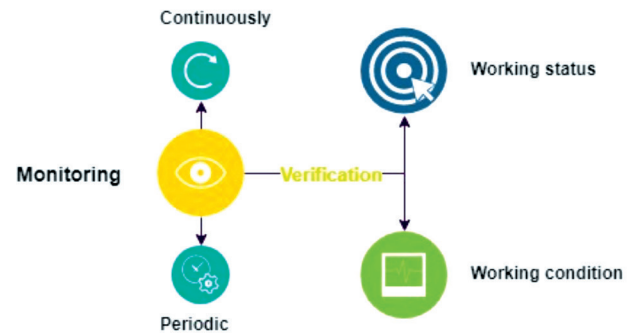 Continuously
Working status
Monitoring
Verification
Working condition
Periodic